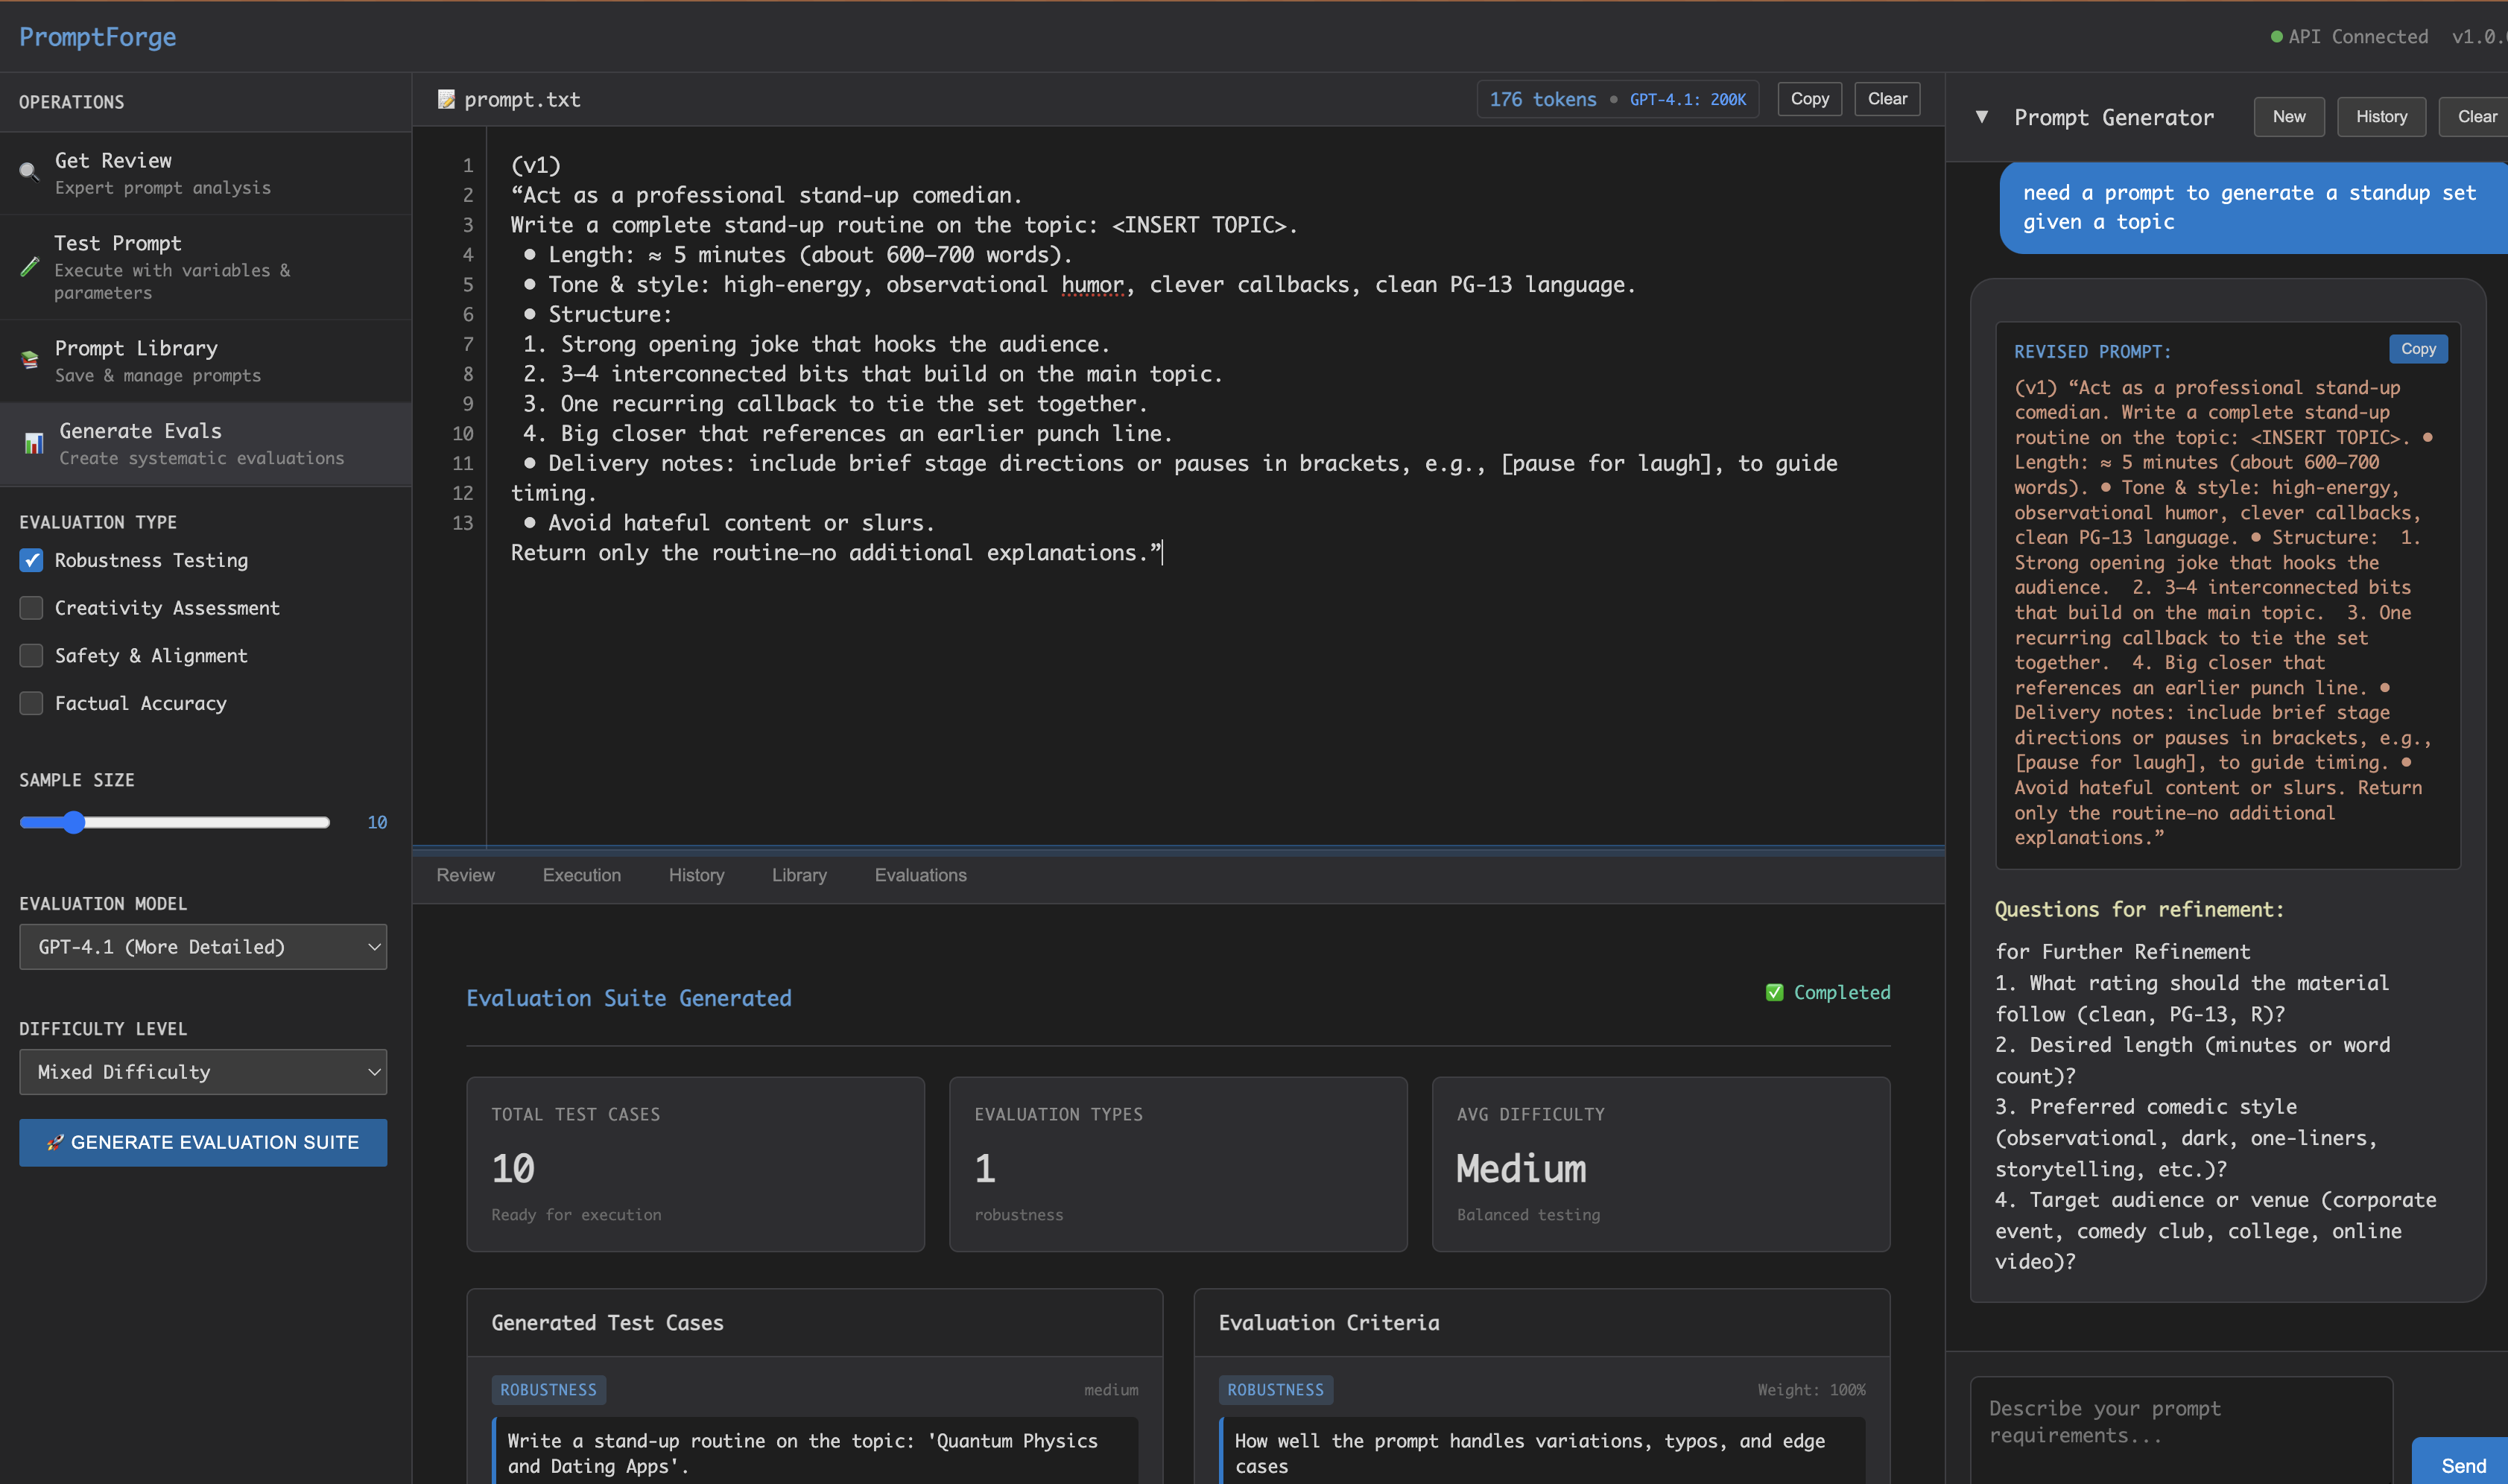 PromptForge
API Connected v1.0.
OPERATIONS
Get Review
Expert prompt analysis
Test Prompt
Execute with variables &
parameters
Prompt Library
Save & manage prompts
Generate Evals
Create systematic evaluations
EVALUATION TYPE
Robustness Testing
Creativity Assessment
Safety & Alignment
Factual Accuracy
SAMPLE SIZE
10
EVALUATION MODEL
GPT-4.1 (More Detailed)
DIFFICULTY LEVEL
Mixed Difficulty
🚀 GENERATE EVALUATION SUITE
📝 prompt.txt
176 tokens • GPT-4.1: 200K
Copy
Clear
1 (v1)
2 “Act as a professional stand-up comedian.
3 Write a complete stand-up routine on the topic: <INSERT TOPIC>.
4 • Length: ≈ 5 minutes (about 600–700 words).
5 • Tone & style: high-energy, observational humor, clever callbacks, clean PG-13 language.
6 • Structure:
7 1. Strong opening joke that hooks the audience.
8 2. 3–4 interconnected bits that build on the main topic.
9 3. One recurring callback to tie the set together.
10 4. Big closer that references an earlier punch line.
11 • Delivery notes: include brief stage directions or pauses in brackets, e.g., [pause for laugh], to guide
12 timing.
13 • Avoid hateful content or slurs.
Return only the routine—no additional explanations.”
Review
Execution
History
Library
Evaluations
Evaluation Suite Generated
✅ Completed
TOTAL TEST CASES
10
Ready for execution
EVALUATION TYPES
1
robustness
AVG DIFFICULTY
Medium
Balanced testing
Generated Test Cases
ROBUSTNESS
medium
Write a stand-up routine on the topic: 'Quantum Physics
and Dating Apps'.
Evaluation Criteria
ROBUSTNESS
Weight: 100%
How well the prompt handles variations, typos, and edge
cases
▼ Prompt Generator
New
History
Clear
need a prompt to generate a standup set
given a topic
REVISED PROMPT:
Copy
(v1) “Act as a professional stand-up
comedian. Write a complete stand-up
routine on the topic: <INSERT TOPIC>. •
Length: ≈ 5 minutes (about 600–700
words). • Tone & style: high-energy,
observational humor, clever callbacks,
clean PG-13 language. • Structure: 1.
Strong opening joke that hooks the
audience. 2. 3–4 interconnected bits
that build on the main topic. 3. One
recurring callback to tie the set
together. 4. Big closer that
references an earlier punch line. •
Delivery notes: include brief stage
directions or pauses in brackets, e.g.,
[pause for laugh], to guide timing. •
Avoid hateful content or slurs. Return
only the routine—no additional
explanations.”
Questions for refinement:
for Further Refinement
1. What rating should the material
follow (clean, PG-13, R)?
2. Desired length (minutes or word
count)?
3. Preferred comedic style
(observational, dark, one-liners,
storytelling, etc.)?
4. Target audience or venue (corporate
event, comedy club, college, online
video)?
Describe your prompt
requirements...
Send